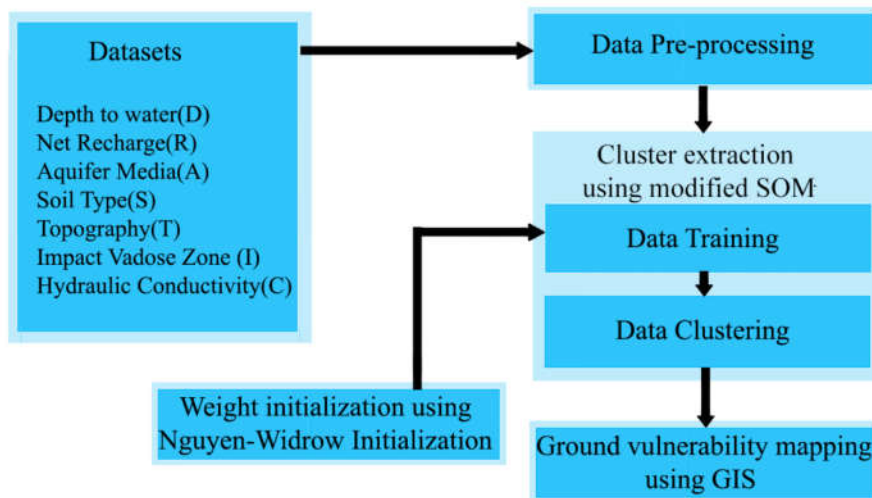 Datasets
Depth to water(D)
Net Recharge(R)
Aquifer Media(A)
Soil Type(S)
Topography(T)
Impact Vadose Zone (I)
Hydraulic Conductivity(C)
Data Pre-processing
Cluster extraction
using modified SOM
Data Training
Data Clustering
Weight initialization using
Nguyen-Widrow Initialization
Ground vulnerability mapping
using GIS